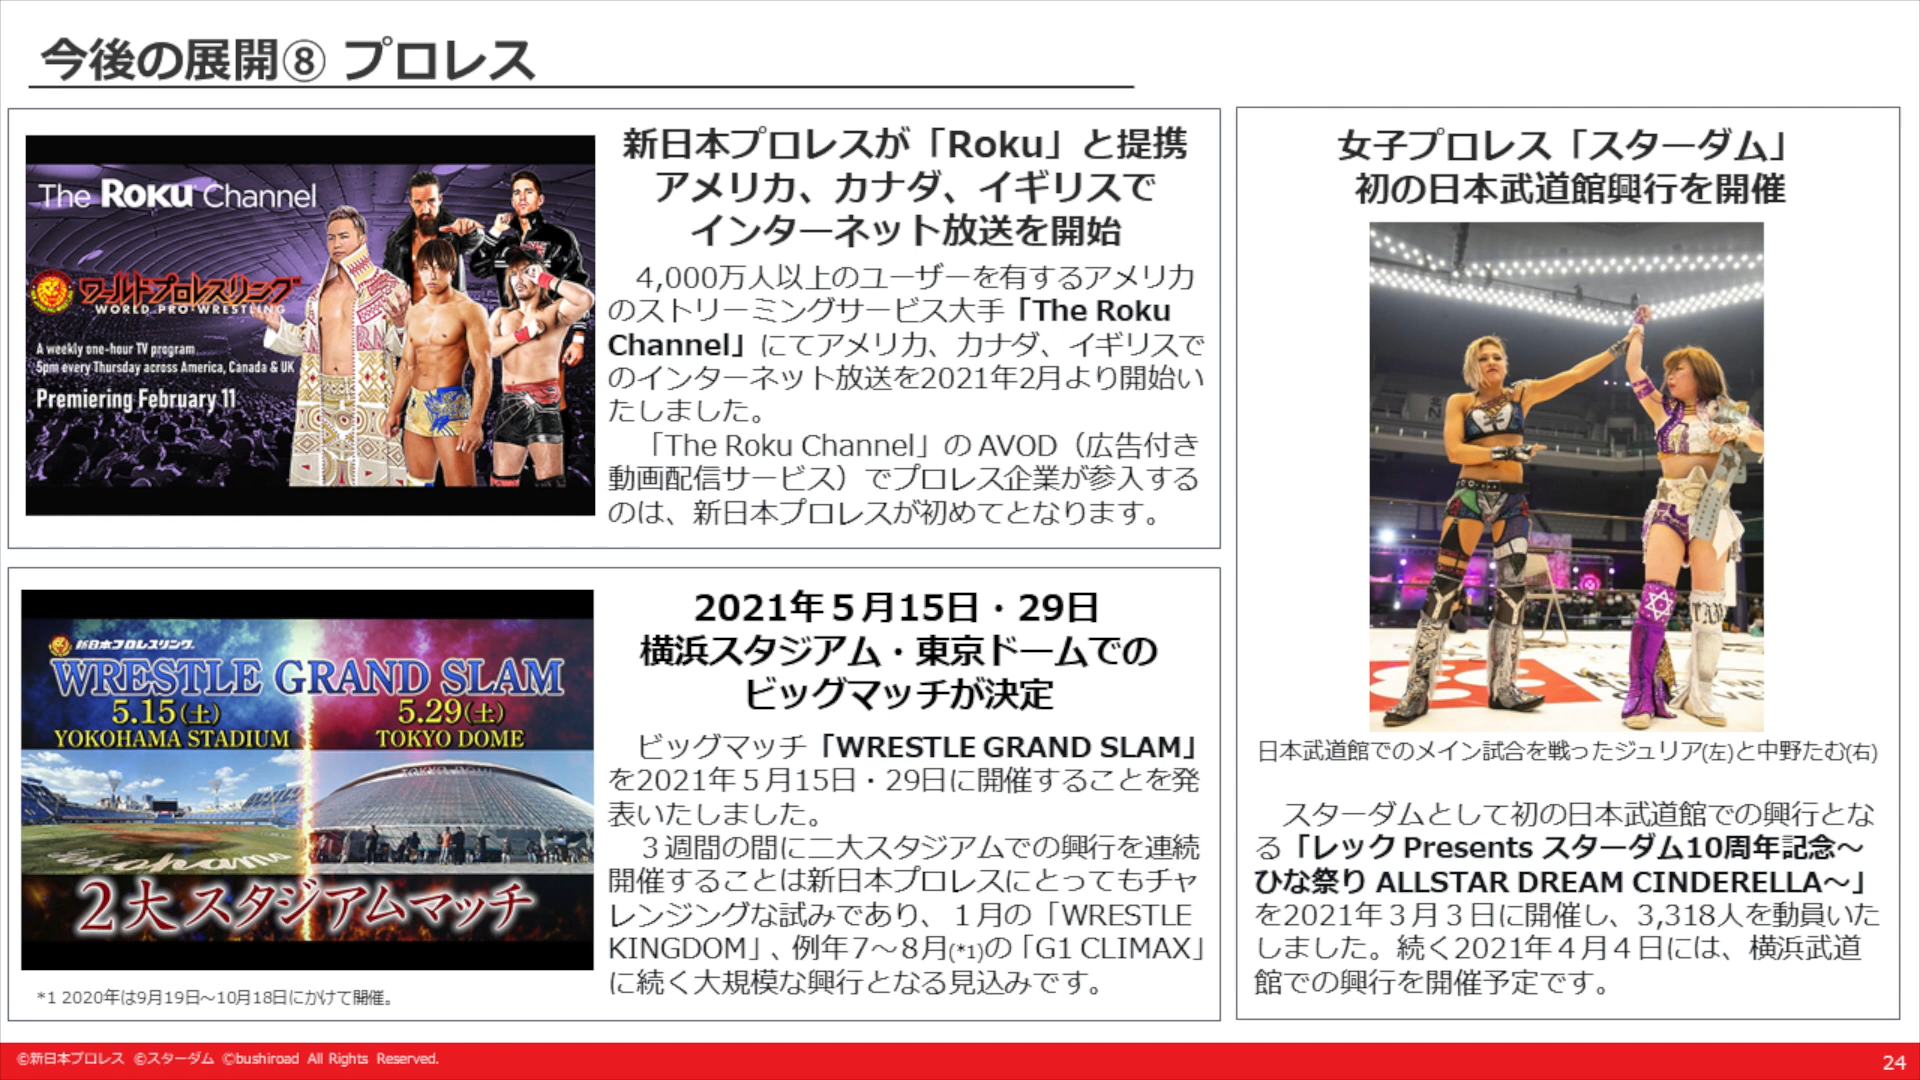 今後の展開⑧ プロレス
The Roku Channel
ワールドプロレスリング
WORLD PRO-WRESTLING
A weekly one-hour TV program
5pm every Thursday across America, Canada & UK
Premiering February 11
新日本プロレスが「Roku」と提携
アメリカ、カナダ、イギリスで
インターネット放送を開始
4,000万人以上のユーザーを有するアメリカ
のストリーミングサービス大手「The Roku
Channel」にてアメリカ、カナダ、イギリスで
のインターネット放送を2021年2月より開始い
たしました。
「The Roku Channel」の AVOD（広告付き
動画配信サービス）でプロレス企業が参入する
のは、新日本プロレスが初めてとなります。
新日本プロレスリング
WRESTLE GRAND SLAM
5.15(土)
YOKOHAMA STADIUM
5.29(土)
TOKYO DOME
TOKYO DOME
2大スタジアムマッチ
*1 2020年は9月19日～10月18日にかけて開催。
2021年５月15日・29日
横浜スタジアム・東京ドームでの
ビッグマッチが決定
ビッグマッチ「WRESTLE GRAND SLAM」
を2021年５月15日・29日に開催することを発
表いたしました。
３週間の間に二大スタジアムでの興行を連続
開催することは新日本プロレスにとってもチャ
レンジングな試みであり、１月の「WRESTLE
KINGDOM」、例年7～8月(*1)の「G1 CLIMAX」
に続く大規模な興行となる見込みです。
女子プロレス「スターダム」
初の日本武道館興行を開催
日本武道館でのメイン試合を戦ったジュリア(左)と中野たむ(右)
スターダムとして初の日本武道館での興行とな
る「レック Presents スターダム10周年記念～
ひな祭り ALLSTAR DREAM CINDERELLA～」
を2021年３月３日に開催し、3,318人を動員いた
しました。続く2021年４月４日には、横浜武道
館での興行を開催予定です。
©新日本プロレス ©スターダム ©bushiroad All Rights Reserved.
24